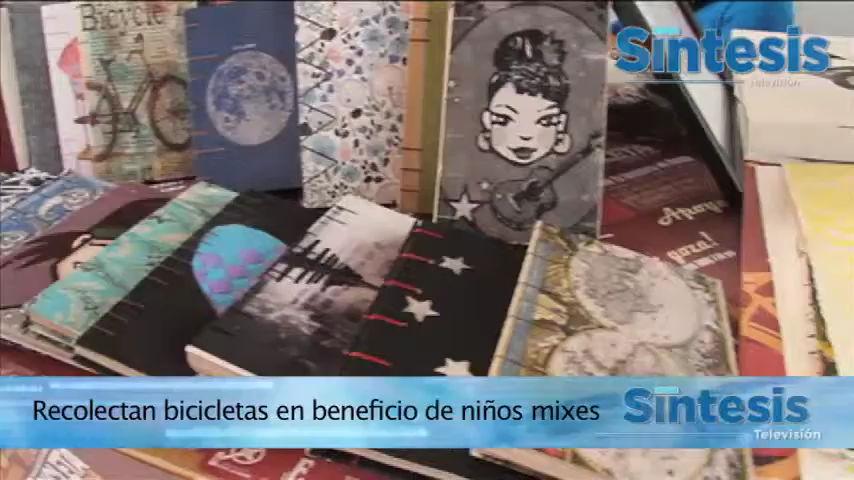 Bicycle
Síntesis
Televisión
Apoya
goza!
Recolectan bicicletas en beneficio de niños mixes
Síntesis
Televisión